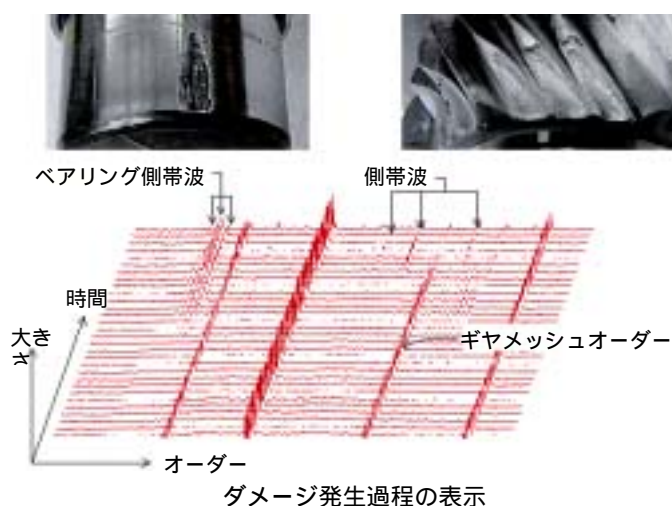 ベアリング側帯波
側帯波
時間
大きさ
ギヤメッシュオーダー
オーダー
ダメージ発生過程の表示